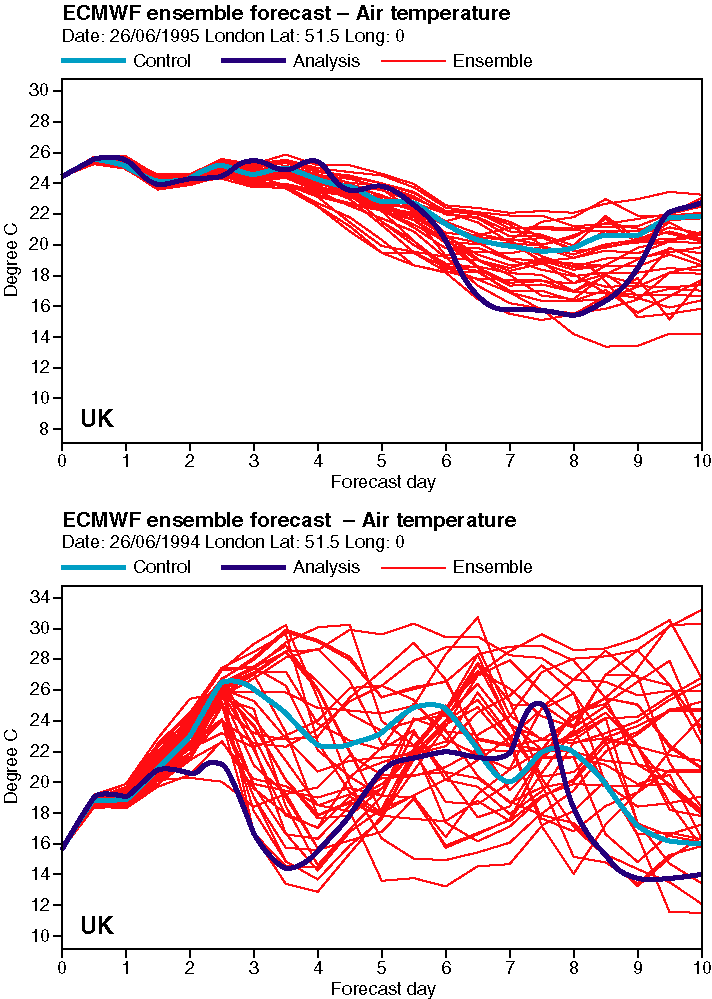 ECMWF ensemble forecast – Air temperature
Date: 26/06/1995 London Lat: 51.5 Long: 0
Control Analysis Ensemble
30
28
26
24
22
20
18
16
14
12
10
8
Degree C
UK
0 1 2 3 4 5 6 7 8 9 10
Forecast day
ECMWF ensemble forecast – Air temperature
Date: 26/06/1994 London Lat: 51.5 Long: 0
Control Analysis Ensemble
34
30
28
26
24
22
20
18
16
14
12
10
Degree C
UK
0 1 2 3 4 5 6 7 8 9 10
Forecast day